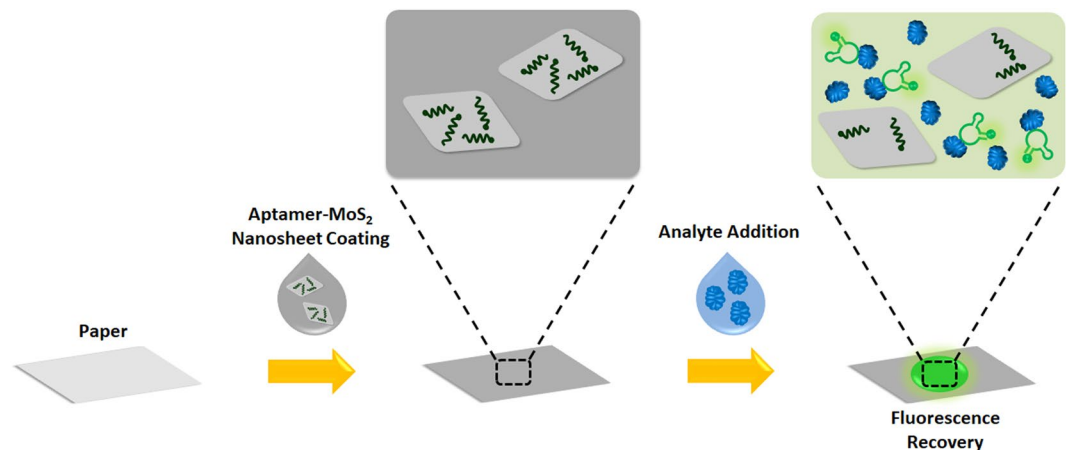 Paper
Aptamer-MoS₂
Nanosheet Coating
Analyte Addition
Fluorescence
Recovery